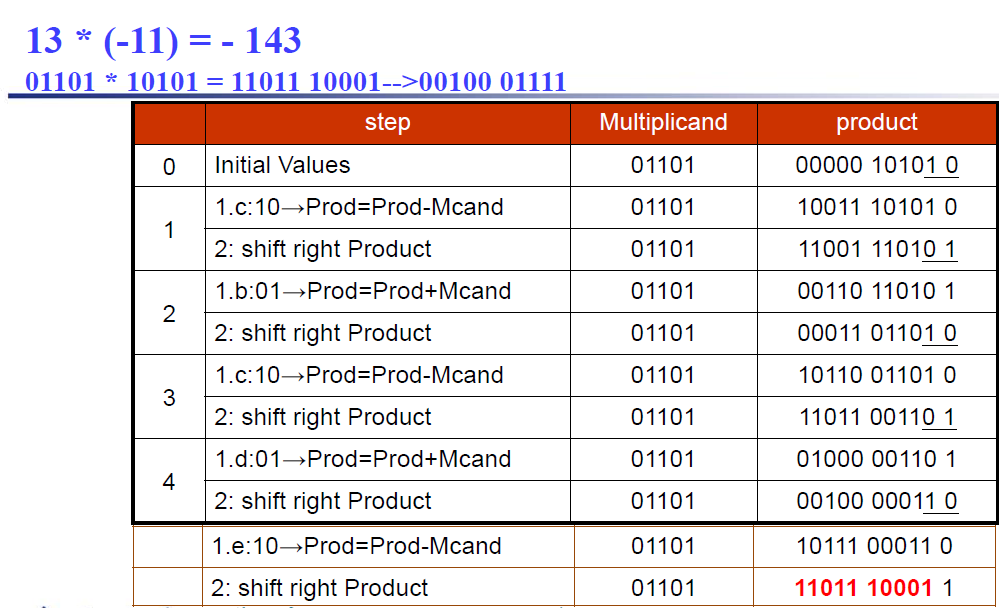 13 * (-11) = - 143
01101 * 10101 = 11011 10001-->00100 01111
step Multiplicand product
0 Initial Values 01101 00000 10101 0
1 1.c:10→Prod=Prod-Mcand 01101 10011 10101 0
2: shift right Product 01101 11001 11010 1
2 1.b:01→Prod=Prod+Mcand 01101 00110 11010 1
2: shift right Product 01101 00011 01101 0
3 1.c:10→Prod=Prod-Mcand 01101 10110 01101 0
2: shift right Product 01101 11011 00110 1
4 1.d:01→Prod=Prod+Mcand 01101 01000 00110 1
2: shift right Product 01101 00100 00011 0
1.e:10→Prod=Prod-Mcand 01101 10111 00011 0
2: shift right Product 01101 11011 10001 1